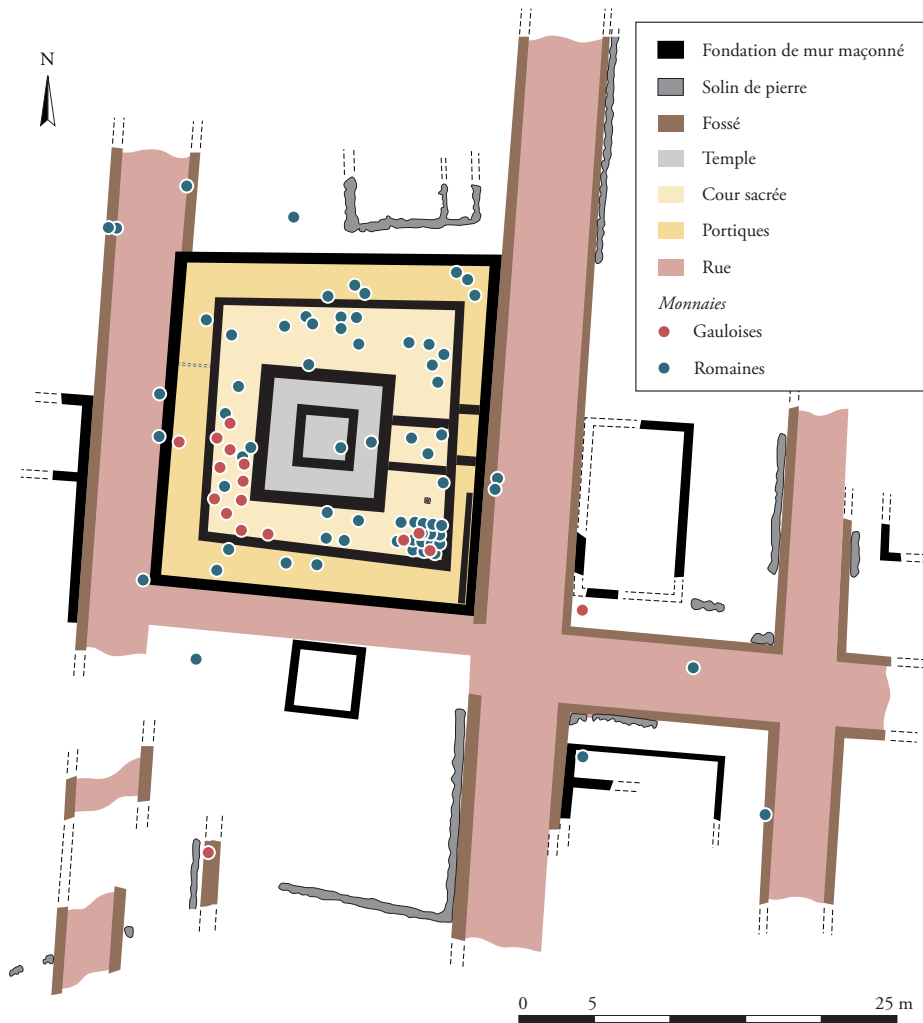 N
Fondation de mur maçonné
Solin de pierre
Fossé
Temple
Cour sacrée
Portiques
Rue
Monnaies
Gauloises
Romaines
0 5 25 m